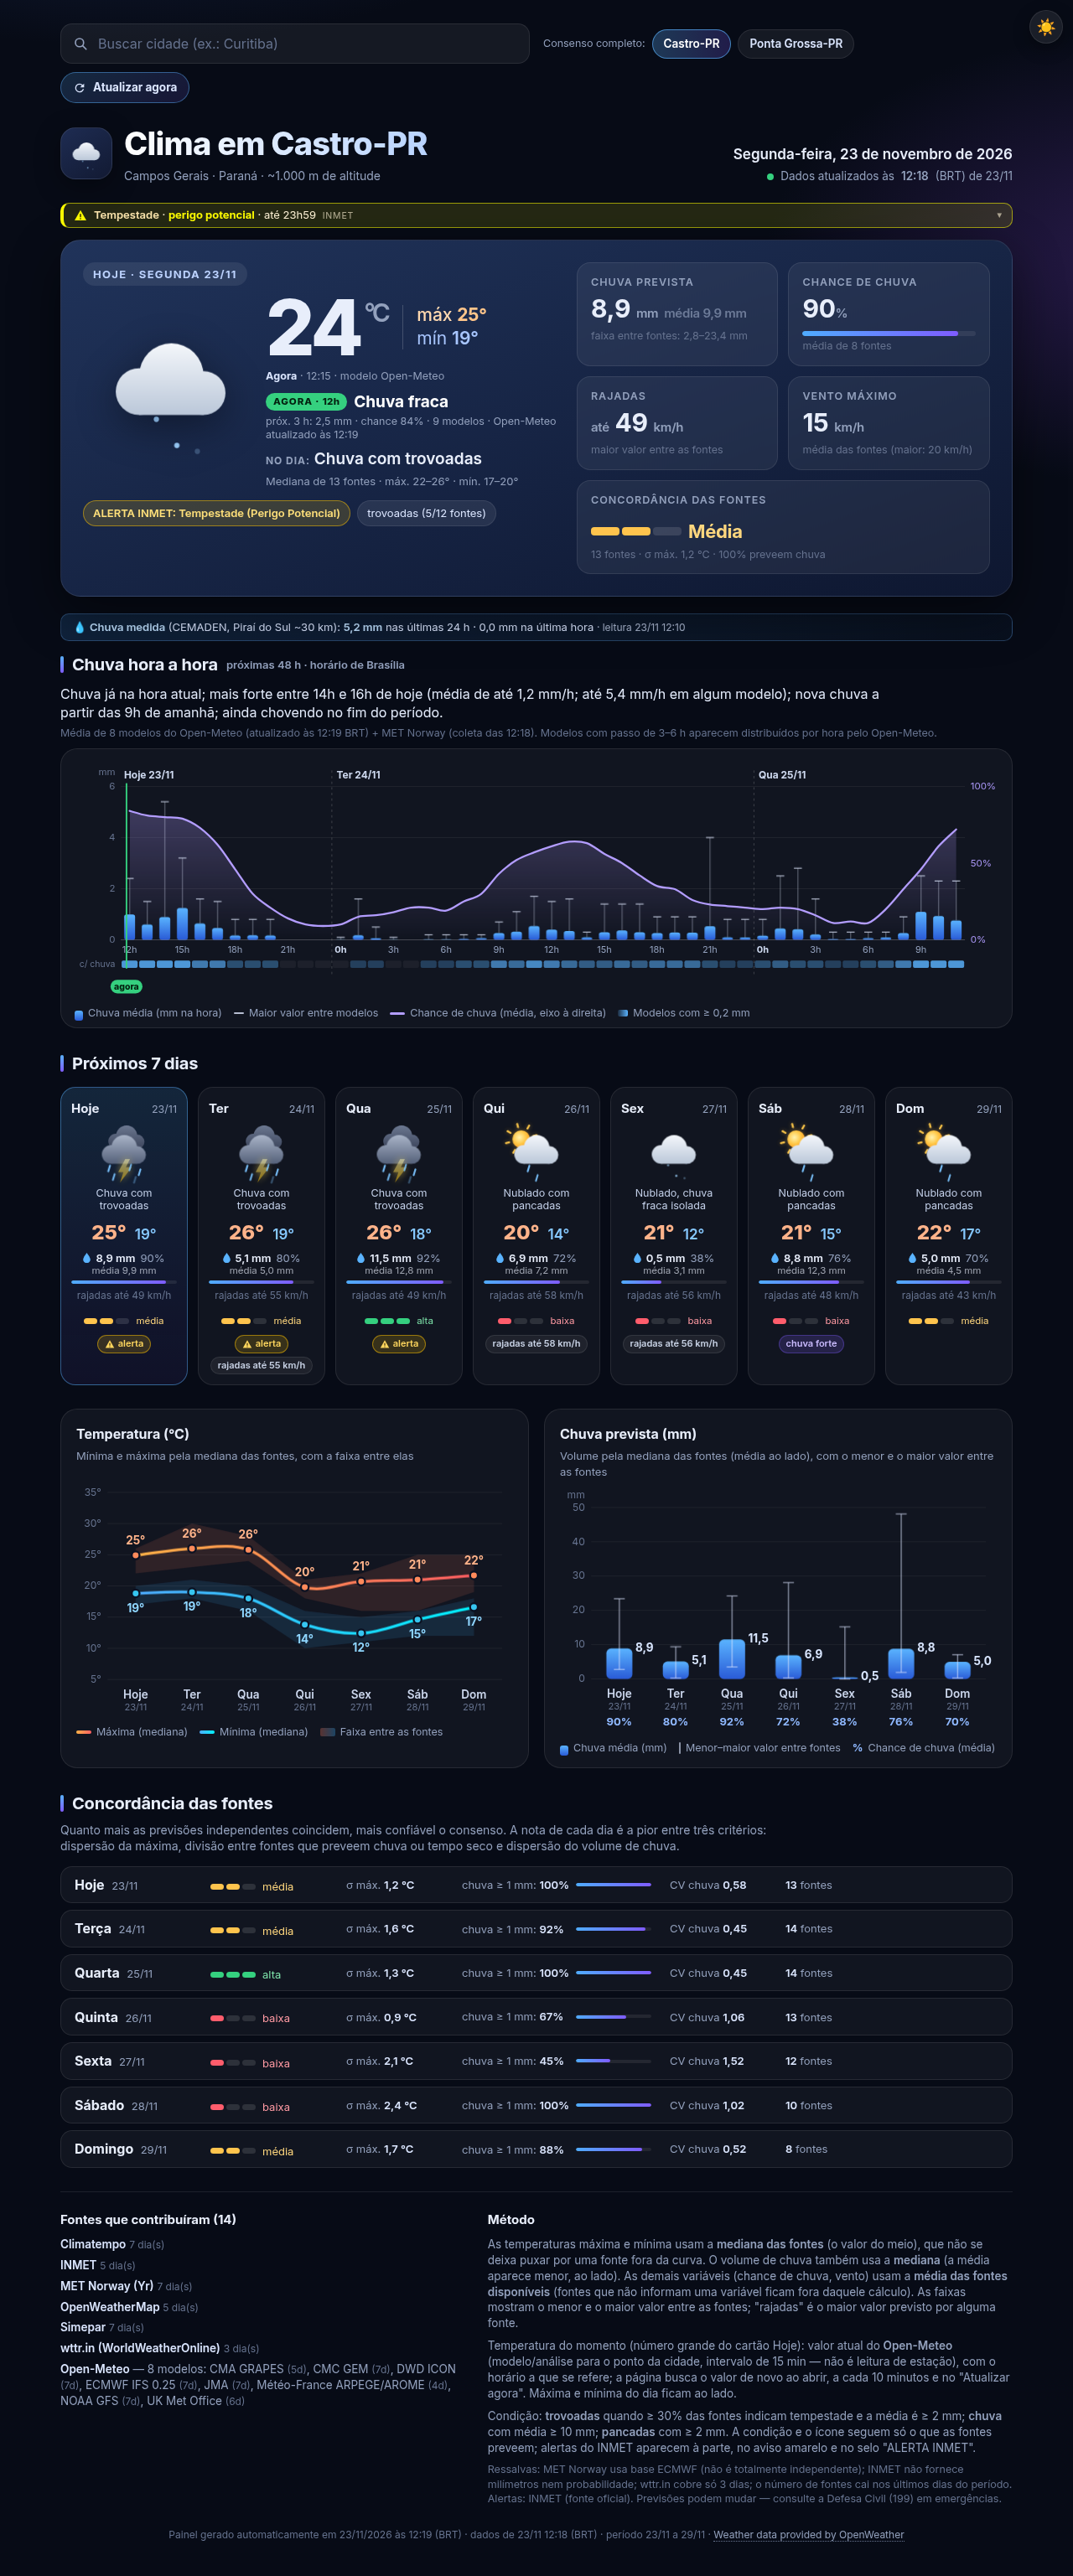 Buscar cidade (ex.: Curitiba)
Consenso completo: Castro-PR Ponta Grossa-PR
Atualizar agora
Clima em Castro-PR
Campos Gerais · Paraná · ~1.000 m de altitude
Segunda-feira, 23 de novembro de 2026
Dados atualizados às 12:18 (BRT) de 23/11
Tempestade · perigo potencial · até 23h59 INMET
HOJE · SEGUNDA 23/11
24°C
máx 25°
mín 19°
Agora · 12:15 · modelo Open-Meteo
AGORA · 12h Chuva fraca
próx. 3 h: 2,5 mm · chance 84% · 9 modelos · Open-Meteo
atualizado às 12:19
NO DIA: Chuva com trovoadas
Mediana de 13 fontes · máx. 22–26° · mín. 17–20°
ALERTA INMET: Tempestade (Perigo Potencial) trovoadas (5/12 fontes)
CHUVA PREVISTA
8,9 mm média 9,9 mm
faixa entre fontes: 2,8–23,4 mm
CHANCE DE CHUVA
90%
média de 8 fontes
RAJADAS
até 49 km/h
maior valor entre as fontes
VENTO MÁXIMO
15 km/h
média das fontes (maior: 20 km/h)
CONCORDÂNCIA DAS FONTES
Média
13 fontes · σ máx. 1,2 °C · 100% preveem chuva
Chuva medida (CEMADEN, Piraí do Sul ~30 km): 5,2 mm nas últimas 24 h · 0,0 mm na última hora · leitura 23/11 12:10
Chuva hora a hora próximas 48 h · horário de Brasília
Chuva já na hora atual; mais forte entre 14h e 16h de hoje (média de até 1,2 mm/h; até 5,4 mm/h em algum modelo); nova chuva a
partir das 9h de amanhã; ainda chovendo no fim do período.
Média de 8 modelos do Open-Meteo (atualizado às 12:19 BRT) + MET Norway (coleta das 12:18). Modelos com passo de 3–6 h aparecem distribuídos por hora pelo Open-Meteo.
mm Hoje 23/11 Ter 24/11 Qua 25/11
6 100%
4
50%
2
0 0%
12h 15h 18h 21h 0h 3h 6h 9h 12h 15h 18h 21h 0h 3h 6h 9h
c/ chuva
agora
Chuva média (mm na hora) Maior valor entre modelos Chance de chuva (média, eixo à direita) Modelos com ≥ 0,2 mm
Próximos 7 dias
Hoje 23/11
Chuva com
trovoadas
25° 19°
8,9 mm 90%
média 9,9 mm
rajadas até 49 km/h
média
alerta
Ter 24/11
Chuva com
trovoadas
26° 19°
5,1 mm 80%
média 5,0 mm
rajadas até 55 km/h
média
alerta
rajadas até 55 km/h
Qua 25/11
Chuva com
trovoadas
26° 18°
11,5 mm 92%
média 12,8 mm
rajadas até 49 km/h
alta
alerta
Qui 26/11
Nublado com
pancadas
20° 14°
6,9 mm 72%
média 7,2 mm
rajadas até 58 km/h
baixa
rajadas até 58 km/h
Sex 27/11
Nublado, chuva
fraca isolada
21° 12°
0,5 mm 38%
média 3,1 mm
rajadas até 56 km/h
baixa
rajadas até 56 km/h
Sáb 28/11
Nublado com
pancadas
21° 15°
8,8 mm 76%
média 12,3 mm
rajadas até 48 km/h
baixa
chuva forte
Dom 29/11
Nublado com
pancadas
22° 17°
5,0 mm 70%
média 4,5 mm
rajadas até 43 km/h
média
Temperatura (°C)
Mínima e máxima pela mediana das fontes, com a faixa entre elas
35°
30°
25°
20°
15°
10°
5°
25° 26° 26° 20° 21° 21° 22°
19° 19° 18° 14° 12° 15° 17°
Hoje Ter Qua Qui Sex Sáb Dom
23/11 24/11 25/11 26/11 27/11 28/11 29/11
Máxima (mediana) Mínima (mediana) Faixa entre as fontes
Chuva prevista (mm)
Volume pela mediana das fontes (média ao lado), com o menor e o maior valor entre
as fontes
mm
50
40
30
20
10
0
8,9 5,1 11,5 6,9 0,5 8,8 5,0
Hoje Ter Qua Qui Sex Sáb Dom
23/11 24/11 25/11 26/11 27/11 28/11 29/11
90% 80% 92% 72% 38% 76% 70%
Chuva média (mm) Menor–maior valor entre fontes % Chance de chuva (média)
Concordância das fontes
Quanto mais as previsões independentes coincidem, mais confiável o consenso. A nota de cada dia é a pior entre três critérios:
dispersão da máxima, divisão entre fontes que preveem chuva ou tempo seco e dispersão do volume de chuva.
Hoje 23/11 média σ máx. 1,2 °C chuva ≥ 1 mm: 100% CV chuva 0,58 13 fontes
Terça 24/11 média σ máx. 1,6 °C chuva ≥ 1 mm: 92% CV chuva 0,45 14 fontes
Quarta 25/11 alta σ máx. 1,3 °C chuva ≥ 1 mm: 100% CV chuva 0,45 14 fontes
Quinta 26/11 baixa σ máx. 0,9 °C chuva ≥ 1 mm: 67% CV chuva 1,06 13 fontes
Sexta 27/11 baixa σ máx. 2,1 °C chuva ≥ 1 mm: 45% CV chuva 1,52 12 fontes
Sábado 28/11 baixa σ máx. 2,4 °C chuva ≥ 1 mm: 100% CV chuva 1,02 10 fontes
Domingo 29/11 média σ máx. 1,7 °C chuva ≥ 1 mm: 88% CV chuva 0,52 8 fontes
Fontes que contribuíram (14)
Climatempo 7 dia(s)
INMET 5 dia(s)
MET Norway (Yr) 7 dia(s)
OpenWeatherMap 5 dia(s)
Simepar 7 dia(s)
wttr.in (WorldWeatherOnline) 3 dia(s)
Open-Meteo — 8 modelos: CMA GRAPES (5d), CMC GEM (7d), DWD ICON
(7d), ECMWF IFS 0.25 (7d), JMA (7d), Météo-France ARPEGE/AROME (4d),
NOAA GFS (7d), UK Met Office (6d)
Método
As temperaturas máxima e mínima usam a mediana das fontes (o valor do meio), que não se
deixa puxar por uma fonte fora da curva. O volume de chuva também usa a mediana (a média
aparece menor, ao lado). As demais variáveis (chance de chuva, vento) usam a média das fontes
disponíveis (fontes que não informam uma variável ficam fora daquele cálculo). As faixas
mostram o menor e o maior valor entre as fontes; "rajadas" é o maior valor previsto por alguma
fonte.
Temperatura do momento (número grande do cartão Hoje): valor atual do Open-Meteo
(modelo/análise para o ponto da cidade, intervalo de 15 min — não é leitura de estação), com o
horário a que se refere; a página busca o valor de novo ao abrir, a cada 10 minutos e no "Atualizar
agora". Máxima e mínima do dia ficam ao lado.
Condição: trovoadas quando ≥ 30% das fontes indicam tempestade e a média é ≥ 2 mm; chuva
com média ≥ 10 mm; pancadas com ≥ 2 mm. A condição e o ícone seguem só o que as fontes
preveem; alertas do INMET aparecem à parte, no aviso amarelo e no selo "ALERTA INMET".
Ressalvas: MET Norway usa base ECMWF (não é totalmente independente); INMET não fornece
milímetros nem probabilidade; wttr.in cobre só 3 dias; o número de fontes cai nos últimos dias do período.
Alertas: INMET (fonte oficial). Previsões podem mudar — consulte a Defesa Civil (199) em emergências.
Painel gerado automaticamente em 23/11/2026 às 12:19 (BRT) · dados de 23/11 12:18 (BRT) · período 23/11 a 29/11 · Weather data provided by OpenWeather